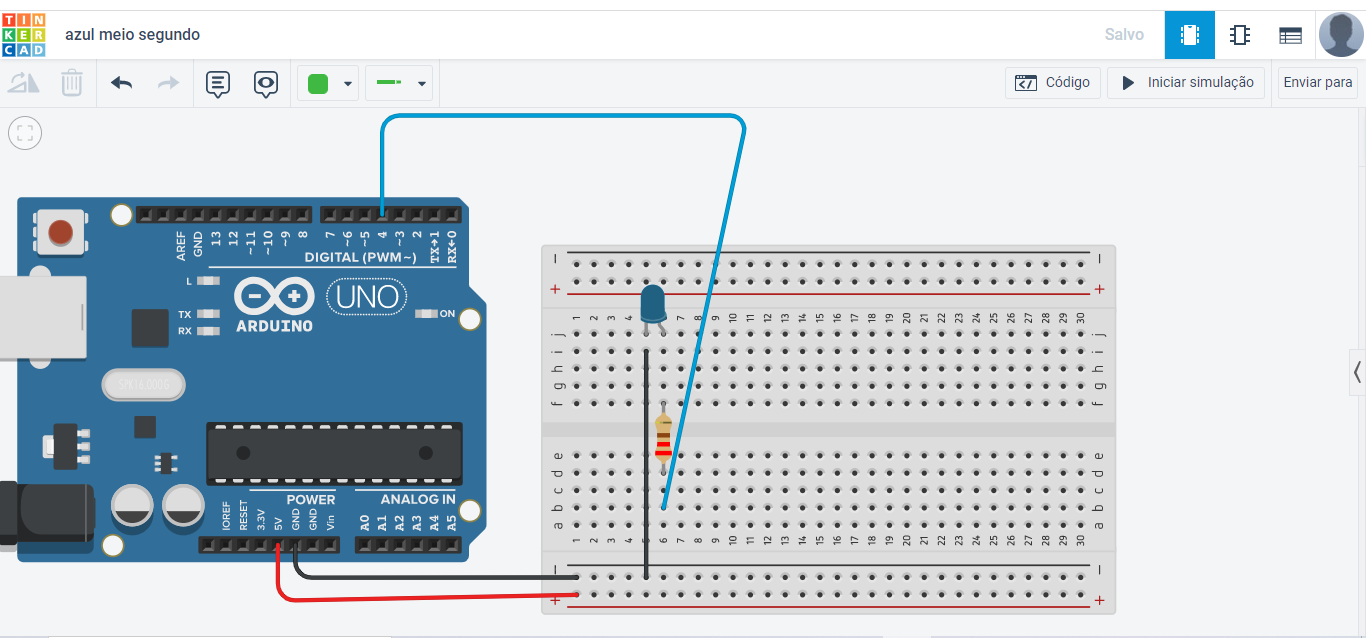 TIN
KER
CAD
azul meio segundo
Salvo
Código
Iniciar simulação
Enviar para
AREF
GND
13
12
~11
~10
~9
8
7
~6
~5
4
~3
2
TX→1
RX←0
DIGITAL (PWM~)
L
TX
RX
UNO
ARDUINO
ON
SPK16.000G
IOREF
RESET
3.3V
5V
GND
GND
Vin
POWER
A0
A1
A2
A3
A4
A5
ANALOG IN
1 2 3 4 7 8 9 10 11 12 13 14 15 16 17 18 19 20 21 22 23 24 25 26 27 28 29 30
j j
i i
h h
g g
f f
e e
d d
c c
b b
a a
1 2 3 4 6 7 8 9 10 11 12 13 14 15 16 17 18 19 20 21 22 23 24 25 26 27 28 29 30